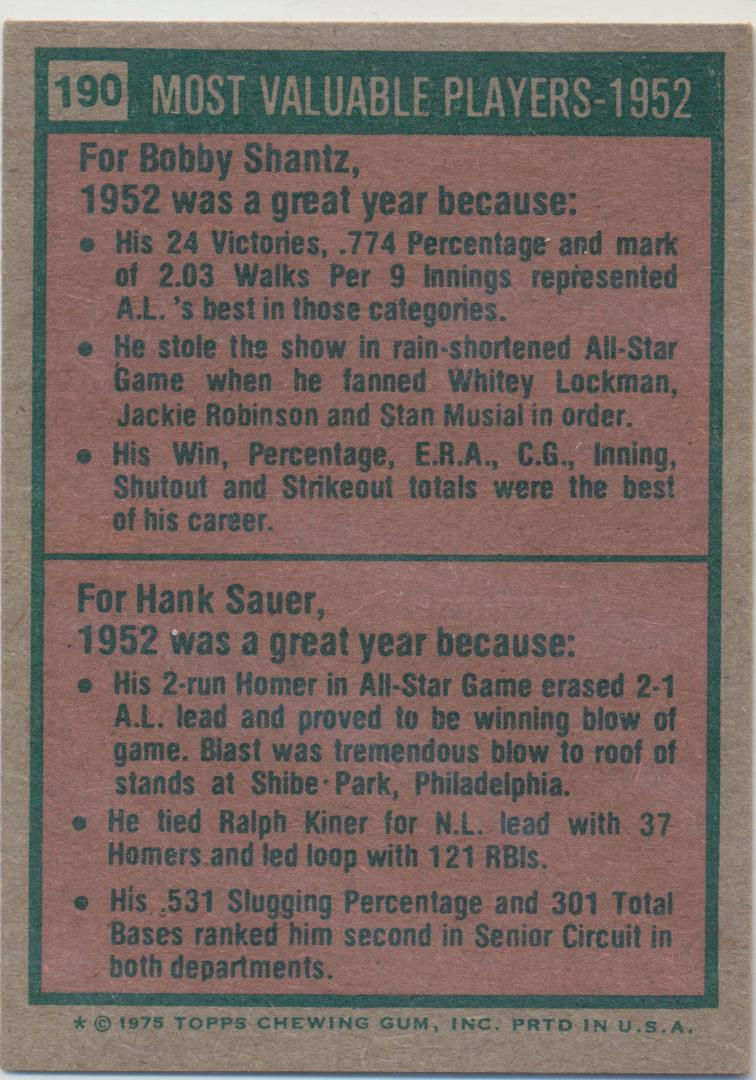 190 MOST VALUABLE PLAYERS-1952
For Bobby Shantz,
1952 was a great year because:
• His 24 Victories, .774 Percentage and mark
of 2.03 Walks Per 9 Innings represented
A.L. 's best in those categories.
• He stole the show in rain-shortened All-Star
Game when he fanned Whitey Lockman,
Jackie Robinson and Stan Musial in order.
• His Win, Percentage, E.R.A., C.G., Inning,
Shutout and Strikeout totals were the best
of his career.
For Hank Sauer,
1952 was a great year because:
• His 2-run Homer in All-Star Game erased 2-1
A.L. lead and proved to be winning blow of
game. Blast was tremendous blow to roof of
stands at Shibe Park, Philadelphia.
• He tied Ralph Kiner for N.L. lead with 37
Homers and led loop with 121 RBIs.
• His .531 Slugging Percentage and 301 Total
Bases ranked him second in Senior Circuit in
both departments.
* © 1975 TOPPS CHEWING GUM, INC. PRTD IN U.S.A.